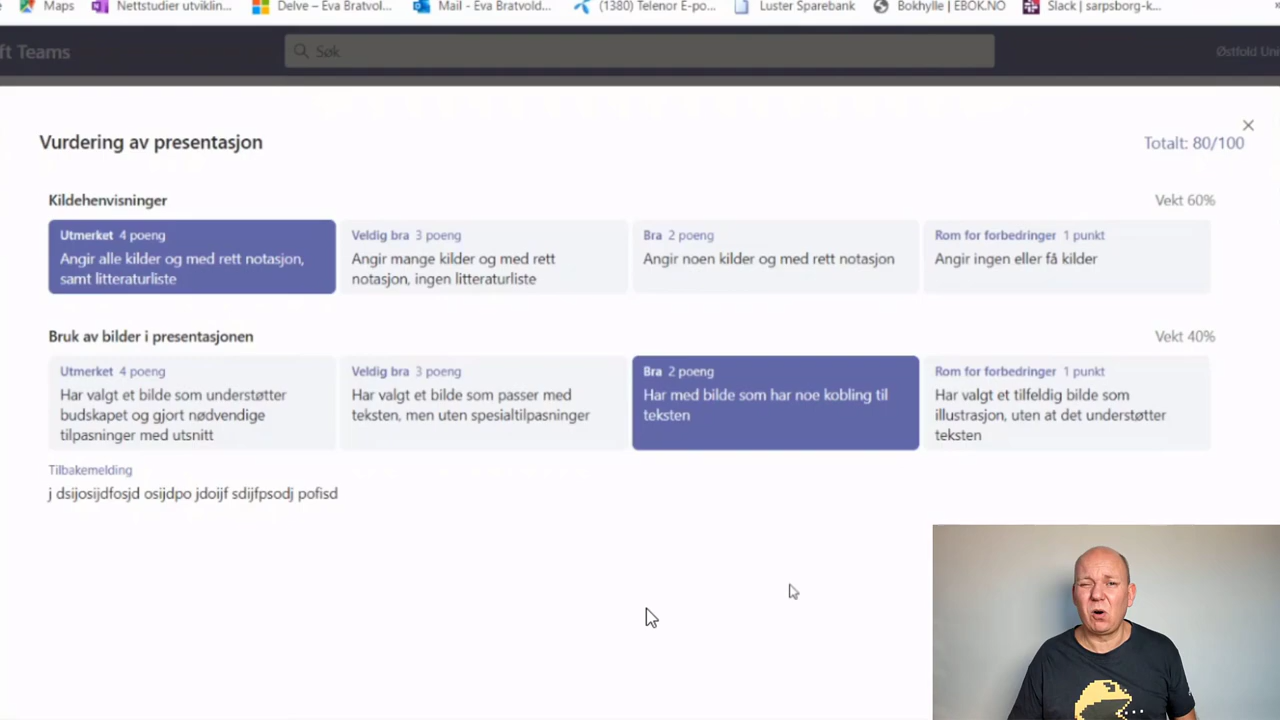 Maps Nettstudier utviklin... Delve – Eva Bratvol... Mail - Eva Bratvold... (1380) Telenor E-po... Luster Sparebank Bokhylle | EBOK.NO Slack | sarpsborg-k...
ft Teams Søk Østfold Uni
Vurdering av presentasjon
Totalt: 80/100
Kildehenvisninger Vekt 60%
Utmerket 4 poeng
Angir alle kilder og med rett notasjon,
samt litteraturliste
Veldig bra 3 poeng
Angir mange kilder og med rett
notasjon, ingen litteraturliste
Bra 2 poeng
Angir noen kilder og med rett notasjon
Rom for forbedringer 1 punkt
Angir ingen eller få kilder
Bruk av bilder i presentasjonen Vekt 40%
Utmerket 4 poeng
Har valgt et bilde som understøtter
budskapet og gjort nødvendige
tilpasninger med utsnitt
Veldig bra 3 poeng
Har valgt et bilde som passer med
teksten, men uten spesialtilpasninger
Bra 2 poeng
Har med bilde som har noe kobling til
teksten
Rom for forbedringer 1 punkt
Har valgt et tilfeldig bilde som
illustrasjon, uten at det understøtter
teksten
Tilbakemelding
j dsijosijdfosjd osijdpo jdoijf sdijfpsodj pofisd